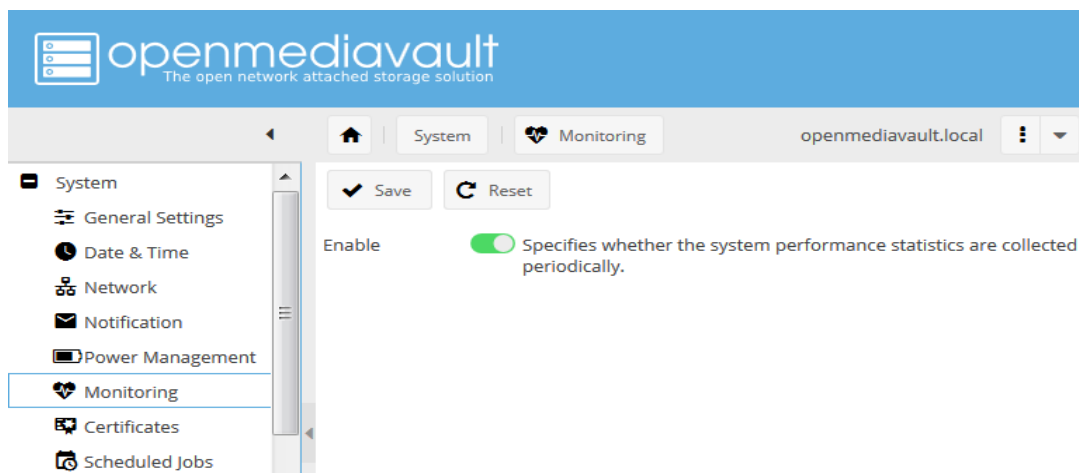 openmediavault
The open network attached storage solution
System
Monitoring
openmediavault.local
System
General Settings
Date & Time
Network
Notification
Power Management
Monitoring
Certificates
Scheduled Jobs
Save
Reset
Enable
Specifies whether the system performance statistics are collected
periodically.